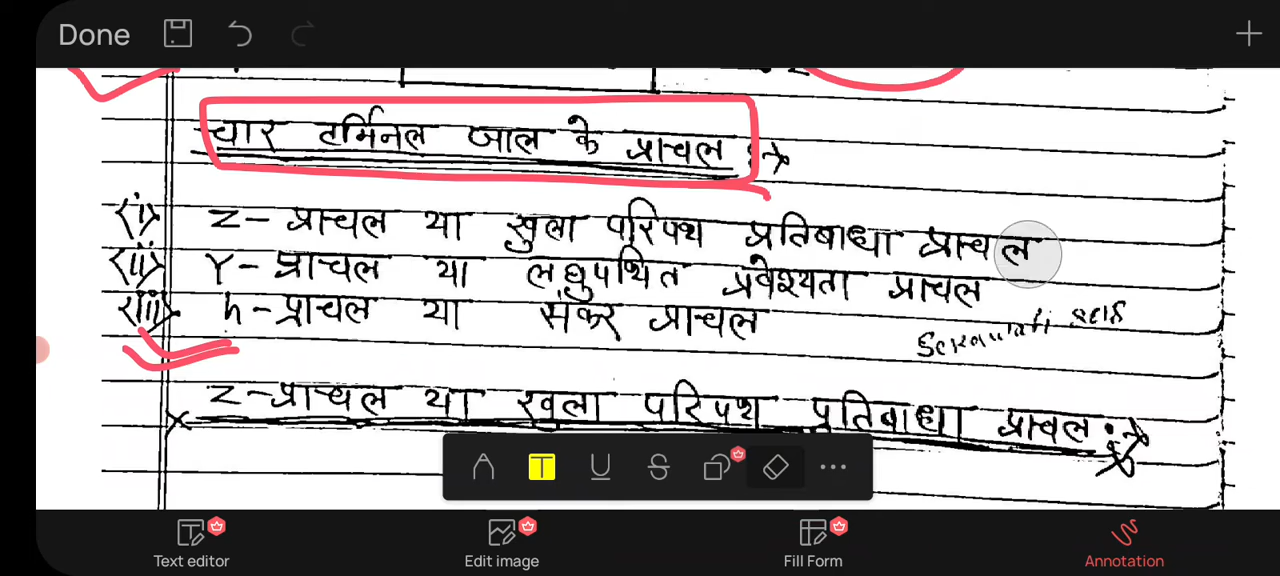 Done
चार टर्मिनल जाल के प्राचल :→
(i) Z- प्राचल या खुला परिपथ प्रतिबाधा प्राचल
(ii) Y- प्राचल या लघुपथित प्रवेश्यता प्राचल
(iii) h- प्राचल या संकर प्राचल
self
Z-प्राचल या खुला परिपथ प्रतिबाधा प्राचल :→
Text editor Edit image Fill Form Annotation